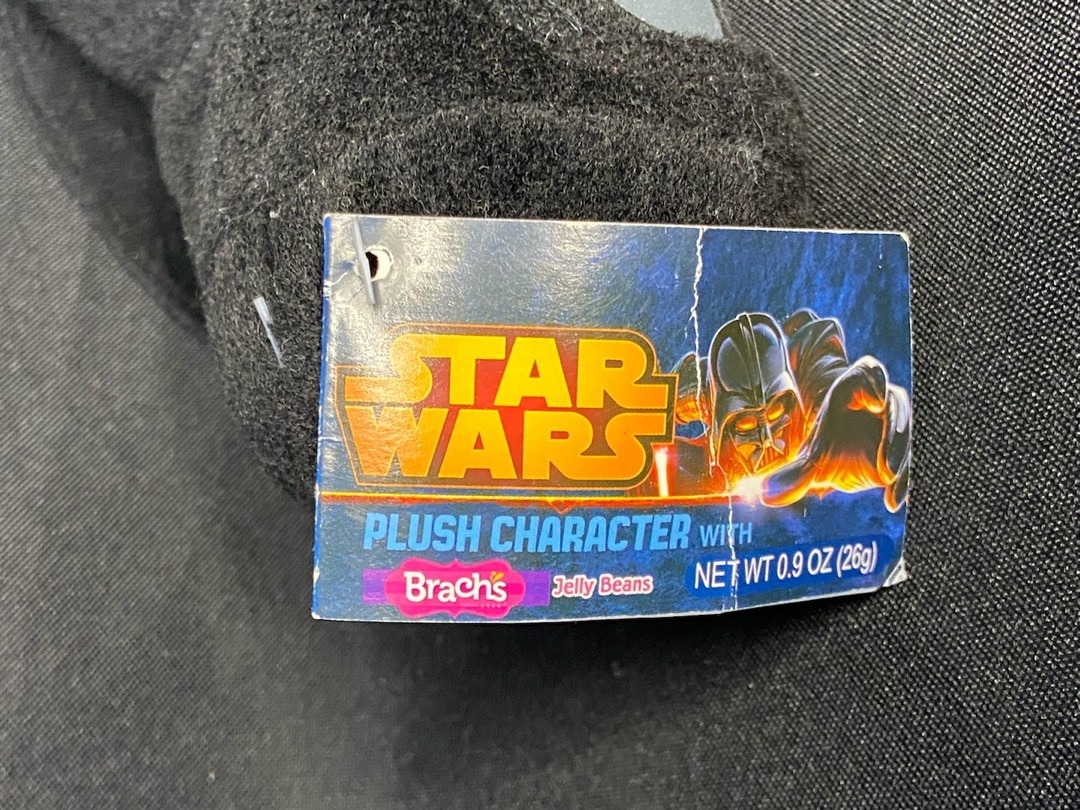 STAR
WARS
PLUSH CHARACTER WITH
Brach's Jelly Beans
NET WT 0.9 OZ (26g)